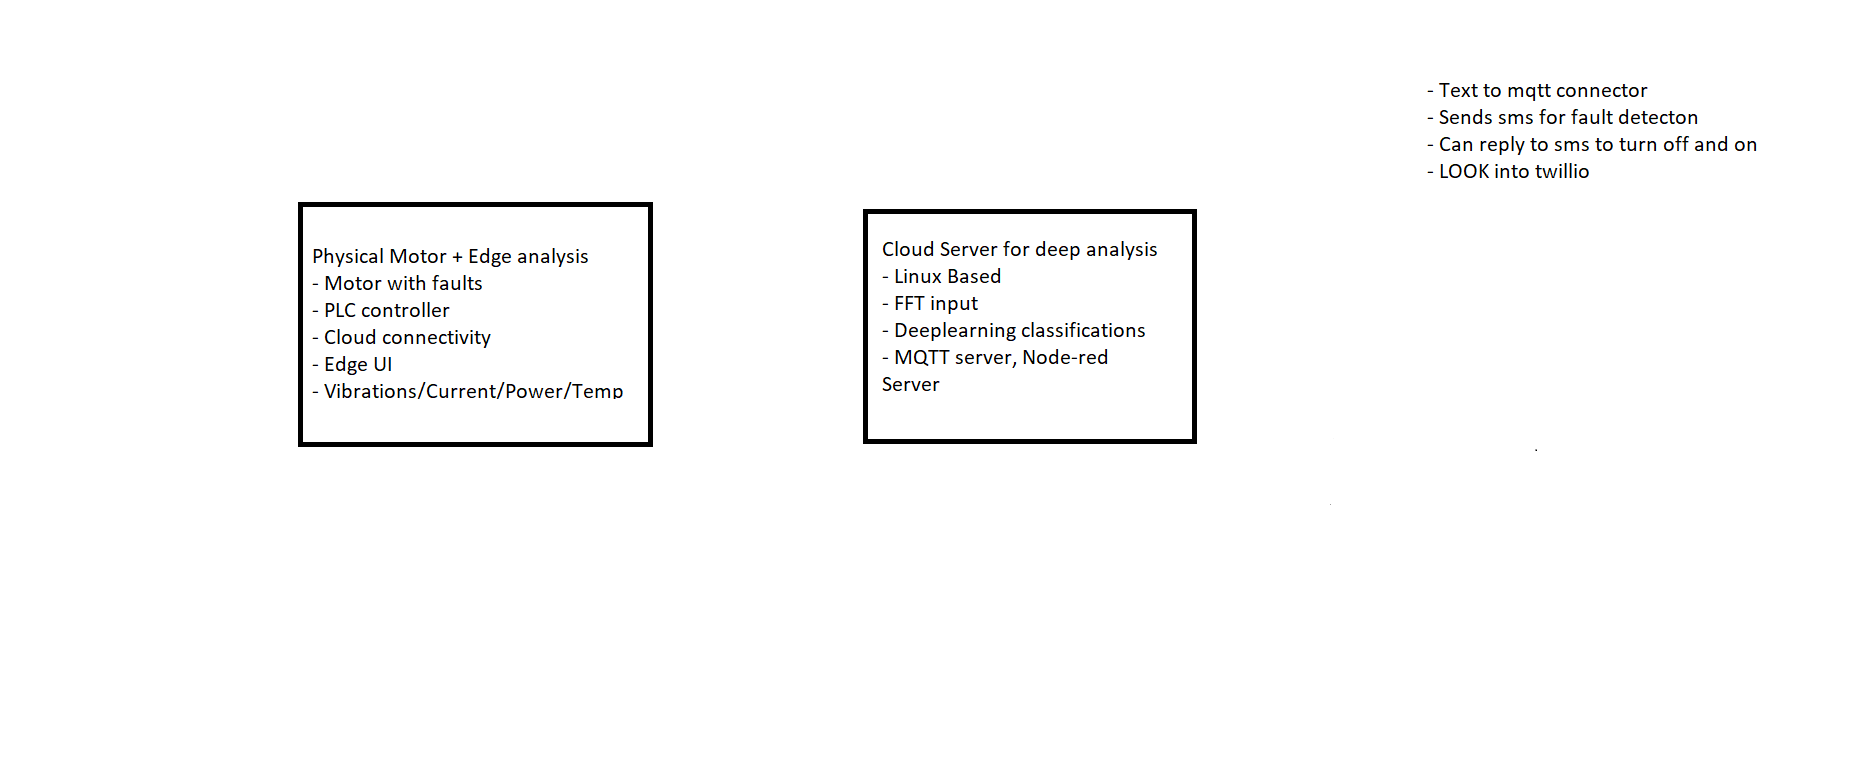 - Text to mqtt connector
- Sends sms for fault detecton
- Can reply to sms to turn off and on
- LOOK into twillio
Physical Motor + Edge analysis
- Motor with faults
- PLC controller
- Cloud connectivity
- Edge UI
- Vibrations/Current/Power/Temp
Cloud Server for deep analysis
- Linux Based
- FFT input
- Deeplearning classifications
- MQTT server, Node-red
Server